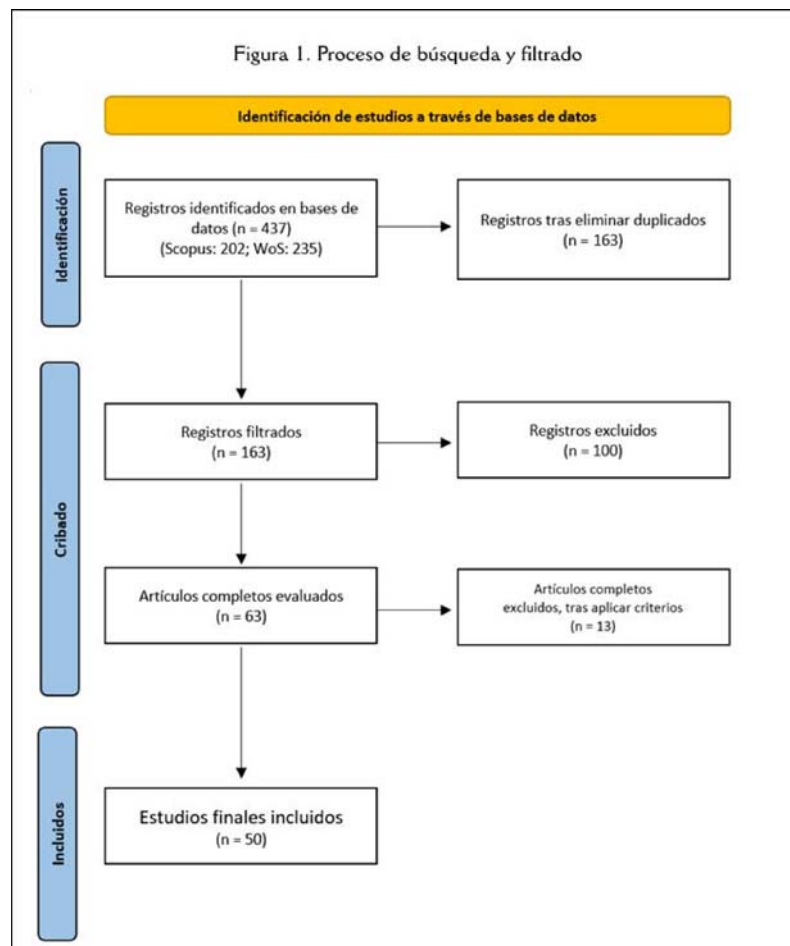 Figura 1. Proceso de búsqueda y filtrado
Identificación de estudios a través de bases de datos
Identificación
Registros identificados en bases de
datos (n = 437)
(Scopus: 202; WoS: 235)
Registros tras eliminar duplicados
(n = 163)
Cribado
Registros filtrados
(n = 163)
Registros excluidos
(n = 100)
Artículos completos evaluados
(n = 63)
Artículos completos
excluidos, tras aplicar criterios
(n = 13)
Incluidos
Estudios finales incluidos
(n = 50)